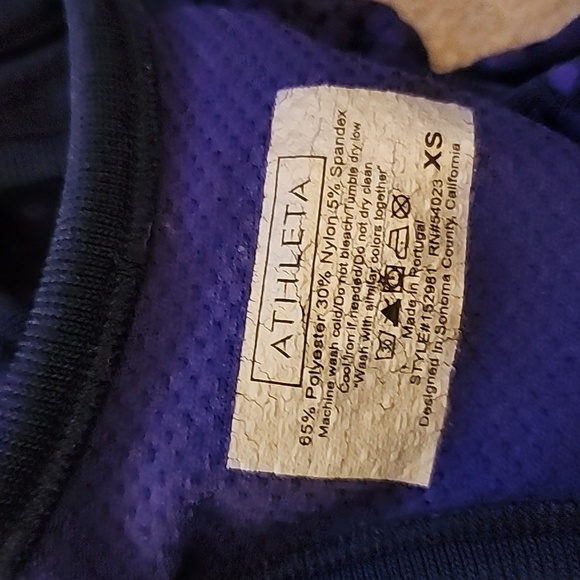 ATHLETA
65% Polyester 30% Nylon 5% Spandex
Machine wash cold/Do not bleach/Tumble dry low
Cool iron if needed/Do not dry clean
"Wash with similar colors together"
30
Made in Portugal
STYLE#152981 RN#54023 XS
Designed In Sonoma County, California